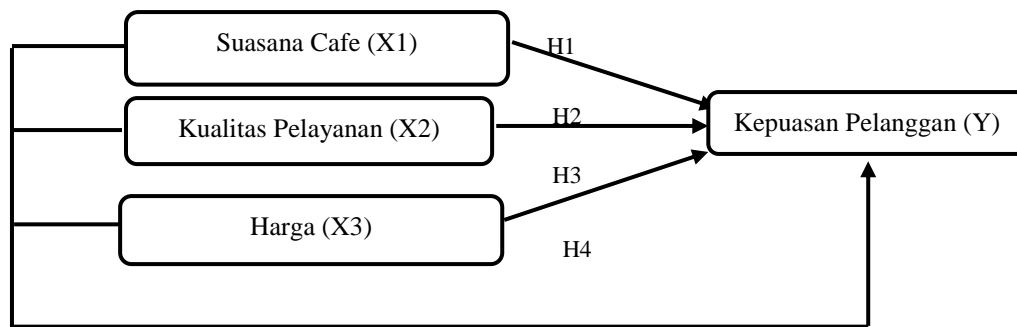 Suasana Cafe (X1)
H1
Kualitas Pelayanan (X2)
H2
Kepuasan Pelanggan (Y)
H3
Harga (X3)
H4